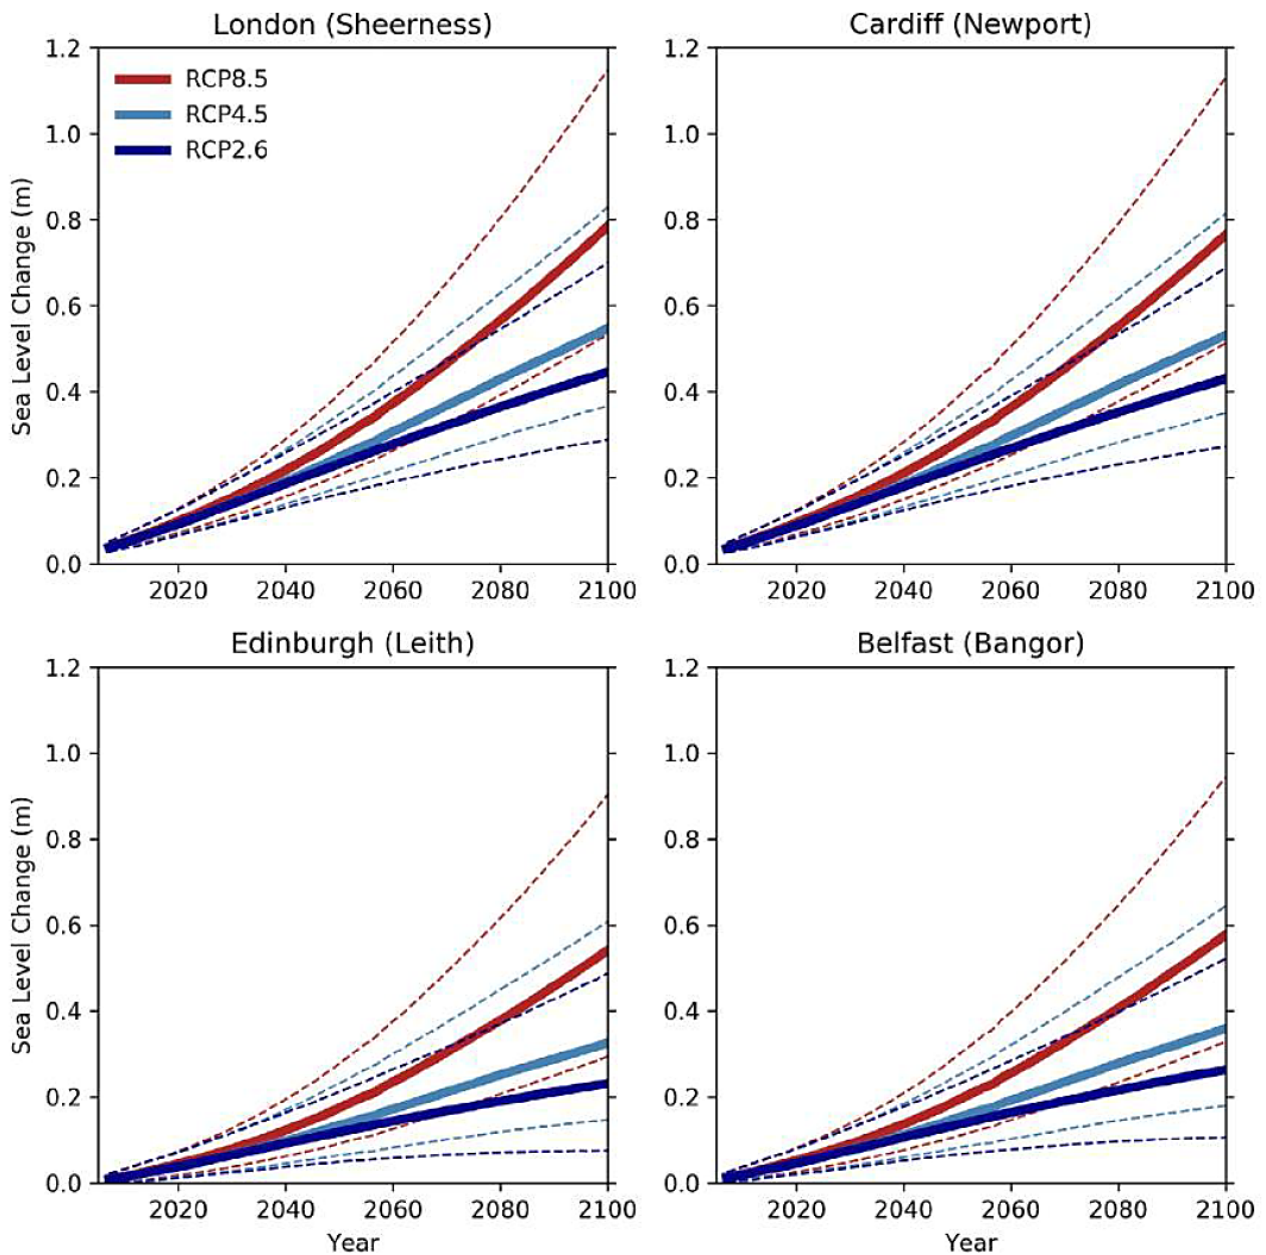 London (Sheerness)
Cardiff (Newport)
1.2
1.0
0.8
0.6
0.4
0.2
0.0
Sea Level Change (m)
RCP8.5
RCP4.5
RCP2.6
2020 2040 2060 2080 2100
1.2
1.0
0.8
0.6
0.4
0.2
0.0
2020 2040 2060 2080 2100
Edinburgh (Leith)
Belfast (Bangor)
1.2
1.0
0.8
0.6
0.4
0.2
0.0
Sea Level Change (m)
2020 2040 2060 2080 2100
Year
1.2
1.0
0.8
0.6
0.4
0.2
0.0
2020 2040 2060 2080 2100
Year